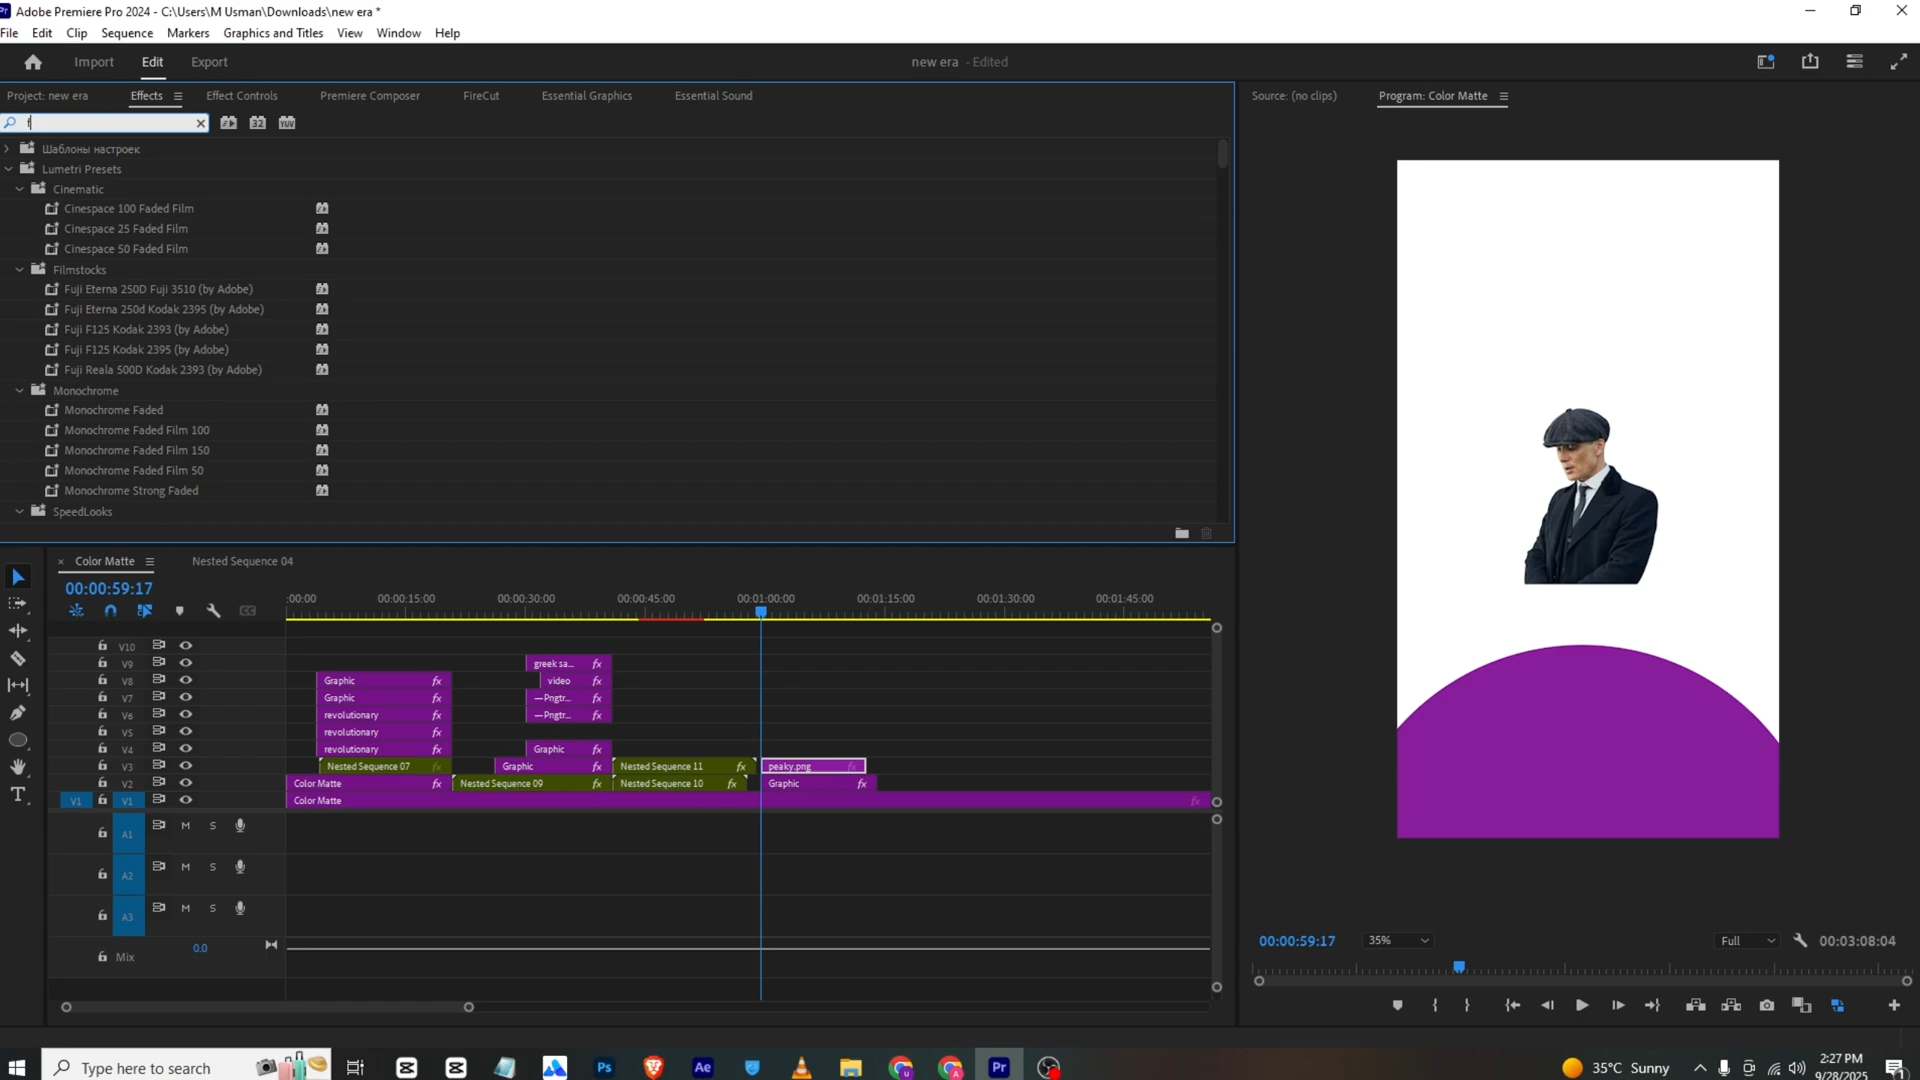 Adobe Premiere Pro 2024 - C:\Users\M Usman\Downloads\new era *
File Edit Clip Sequence Markers Graphics and Titles View Window Help
Import Edit Export new era - Edited
Project: new era Effects Effect Controls Premiere Composer FireCut Essential Graphics Essential Sound
Source: (no clips) Program: Color Matte
f
32 YUV
Шаблоны настроек
Lumetri Presets
Cinematic
Cinespace 100 Faded Film
Cinespace 25 Faded Film
Cinespace 50 Faded Film
Filmstocks
Fuji Eterna 250D Fuji 3510 (by Adobe)
Fuji Eterna 250d Kodak 2395 (by Adobe)
Fuji F125 Kodak 2393 (by Adobe)
Fuji F125 Kodak 2395 (by Adobe)
Fuji Reala 500D Kodak 2393 (by Adobe)
Monochrome
Monochrome Faded
Monochrome Faded Film 100
Monochrome Faded Film 150
Monochrome Faded Film 50
Monochrome Strong Faded
SpeedLooks
Color Matte Nested Sequence 04
00:00:59:17
:00:00 00:00:15:00 00:00:30:00 00:00:45:00 00:01:00:00 00:01:15:00 00:01:30:00 00:01:45:00
V10
V9 greek sa... fx
V8 Graphic fx video fx
V7 Graphic fx —Pngtr... fx
V6 revolutionary fx —Pngtr... fx
V5 revolutionary fx
V4 revolutionary fx Graphic fx
V3 Nested Sequence 07 fx Graphic fx Nested Sequence 11 fx peaky.png fx
V2 Color Matte fx Nested Sequence 09 fx Nested Sequence 10 fx Graphic fx
V1 V1 Color Matte fx
A1 M S
A2 M S
A3 M S
Mix 0.0
00:00:59:17 35% Full 00:03:08:04
Type here to search Ps Ae Pr 35°C Sunny 2:27 PM
9/28/2025